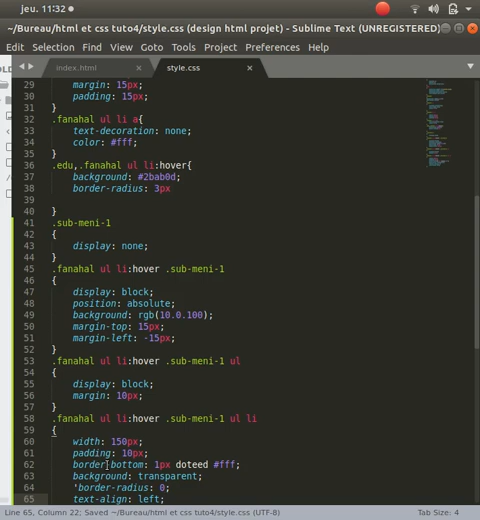 jeu. 11:32
~/Bureau/html et css tuto4/style.css (design html projet) - Sublime Text (UNREGISTERED)
Edit Selection Find View Goto Tools Project Preferences Help
OLD
index.html × style.css ×
29 margin: 15px;
30 padding: 15px;
31 }
32 .fanahal ul li a{
33 text-decoration: none;
34 color: #fff;
35 }
36 .edu,.fanahal ul li:hover{
37 background: #2bab0d;
38 border-radius: 3px
39
40 }
41 .sub-meni-1
42 {
43 display: none;
44 }
45 .fanahal ul li:hover .sub-meni-1
46 {
47 display: block;
48 position: absolute;
49 background: rgb(10.0.100);
50 margin-top: 15px;
51 margin-left: -15px;
52 }
53 .fanahal ul li:hover .sub-meni-1 ul
54 {
55 display: block;
56 margin: 10px;
57 }
58 .fanahal ul li:hover .sub-meni-1 ul li
59 {
60 width: 150px;
61 padding: 10px;
62 border-bottom: 1px doteed #fff;
63 background: transparent;
64 'border-radius: 0;
65 text-align: left;
Line 65, Column 22; Saved ~/Bureau/html et css tuto4/style.css (UTF-8) Tab Size: 4